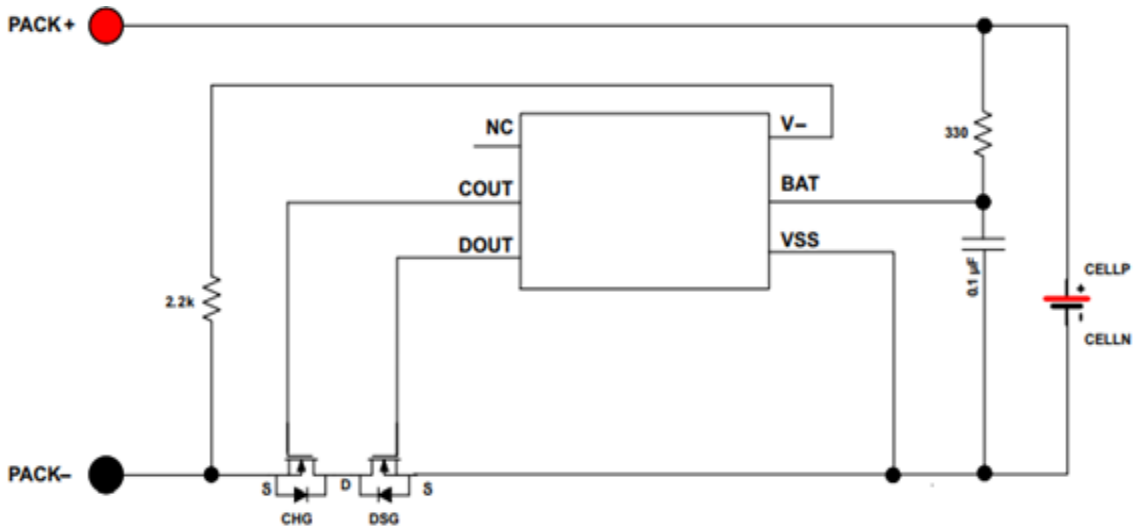 PACK+
NC
V–
330
COUT
BAT
DOUT
VSS
0.1 µF
CELLP
+
2.2k
-
CELLN
PACK–
S
D
S
CHG
DSG